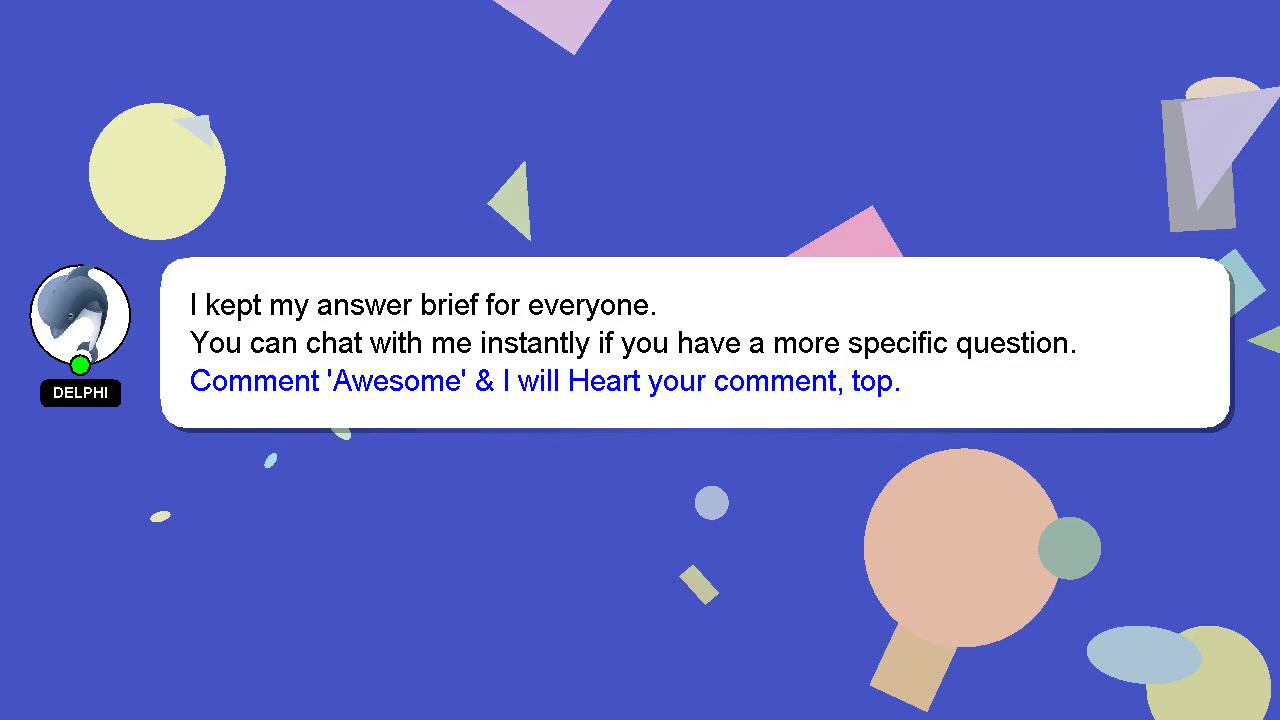 I kept my answer brief for everyone.
You can chat with me instantly if you have a more specific question.
Comment 'Awesome' & I will Heart your comment, top.
DELPHI